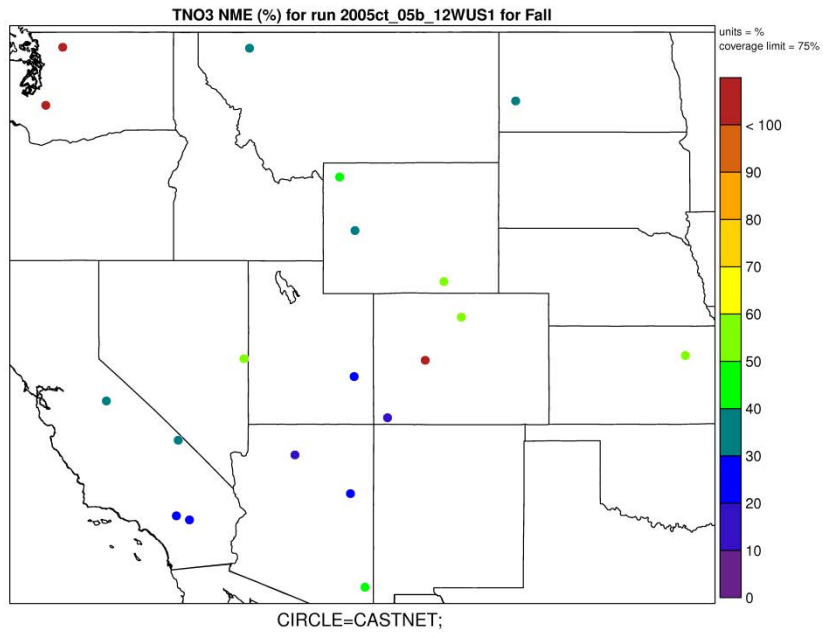 TNO3 NME (%) for run 2005ct_05b_12WUS1 for Fall
units = %
coverage limit = 75%
< 100
90
80
70
60
50
40
30
20
10
0
CIRCLE=CASTNET;